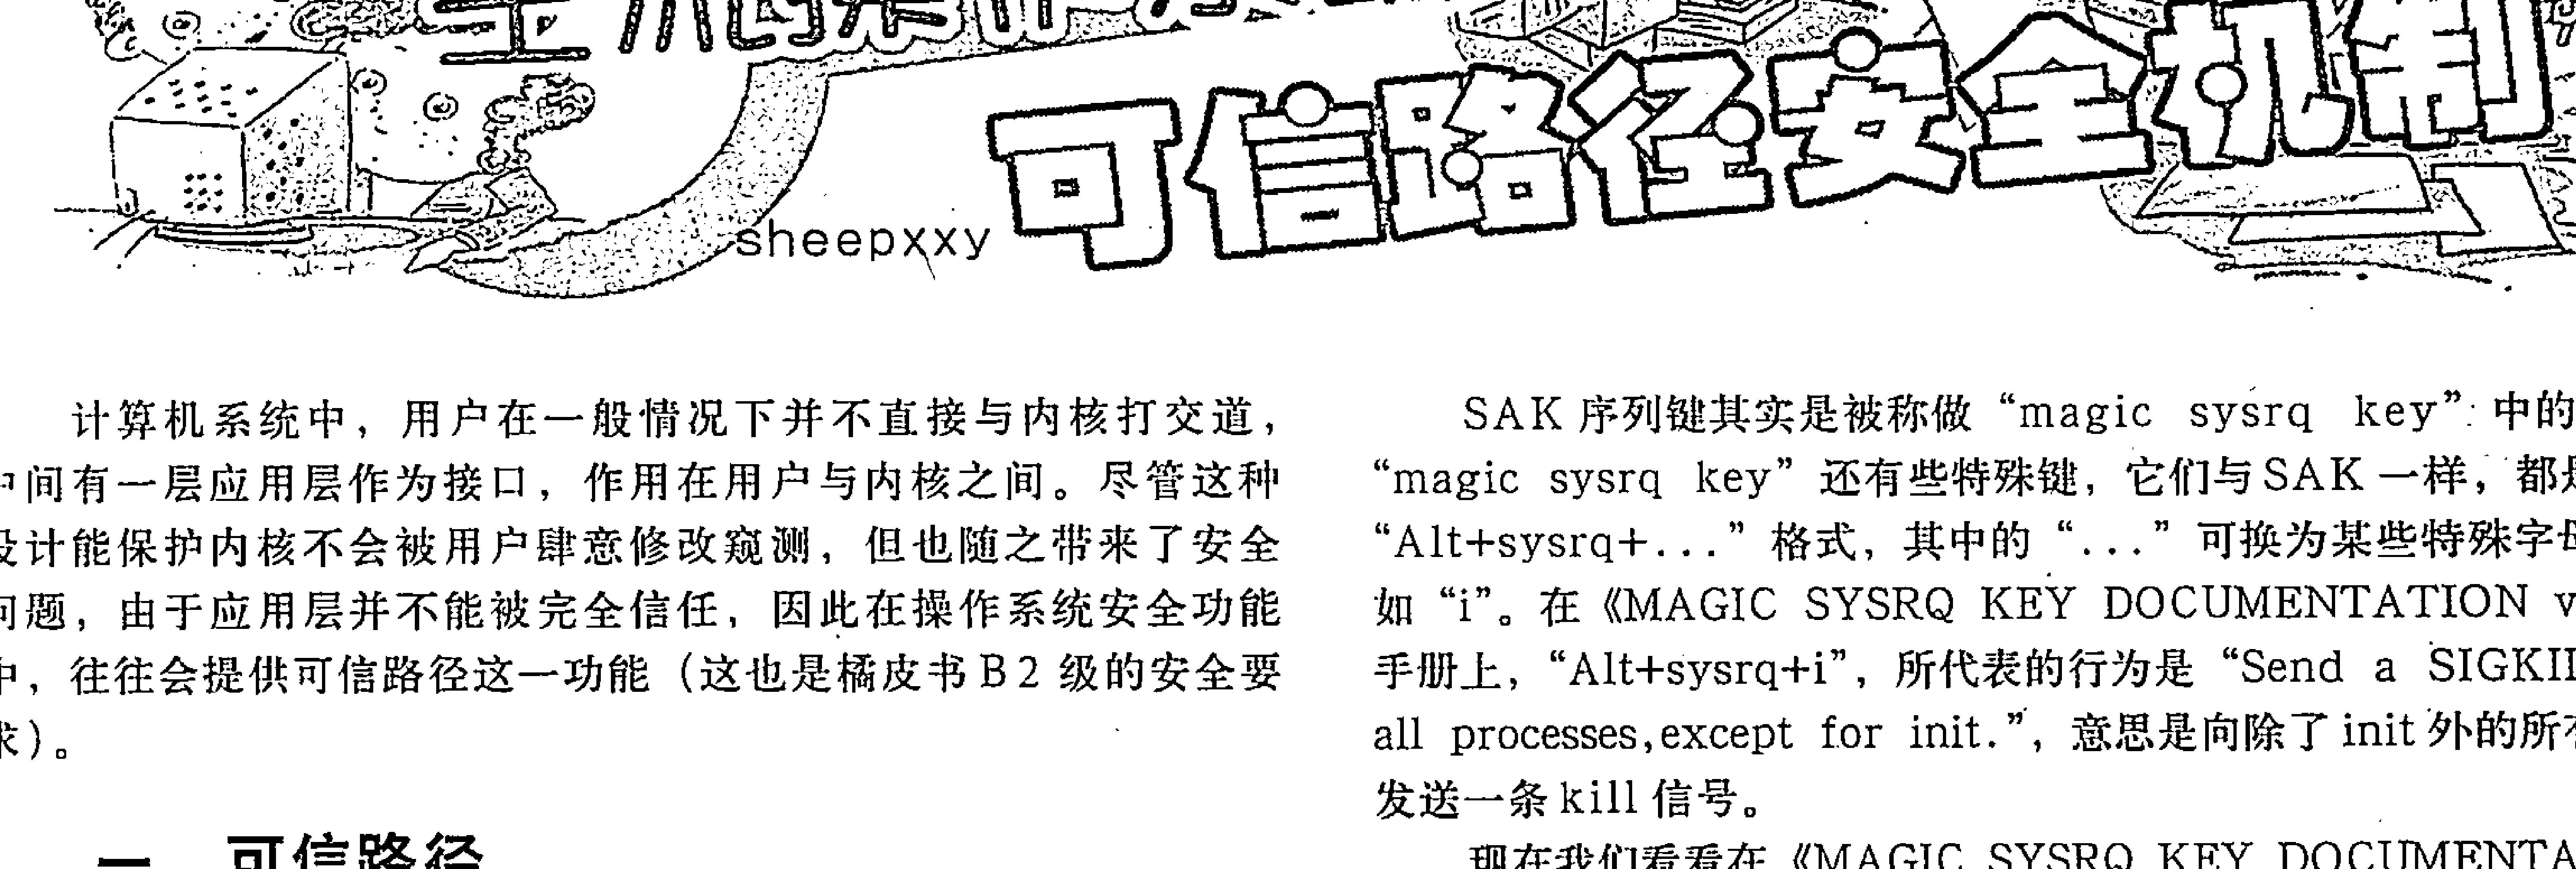 可信路径安全机制
sheepxxy
计算机系统中，用户在一般情况下并不直接与内核打交道，
间有一层应用层作为接口，作用在用户与内核之间。尽管这种
设计能保护内核不会被用户肆意修改窥测，但也随之带来了安全
问题，由于应用层并不能被完全信任，因此在操作系统安全功能
中，往往会提供可信路径这一功能（这也是橘皮书B2级的安全要
求）。
一 可信路径
SAK序列键其实是被称做“magic sysrq key”中的
“magic sysrq key”还有些特殊键，它们与SAK一样，都是
“Alt+sysrq+...”格式，其中的“...”可换为某些特殊字母
如“i”。在《MAGIC SYSRQ KEY DOCUMENTATION v
手册上，“Alt+sysrq+i”，所代表的行为是“Send a SIGKIL
all processes,except for init.”，意思是向除了init外的所有
发送一条kill信号。
现在我们看看在《MAGIC SYSRQ KEY DOCUMENTA